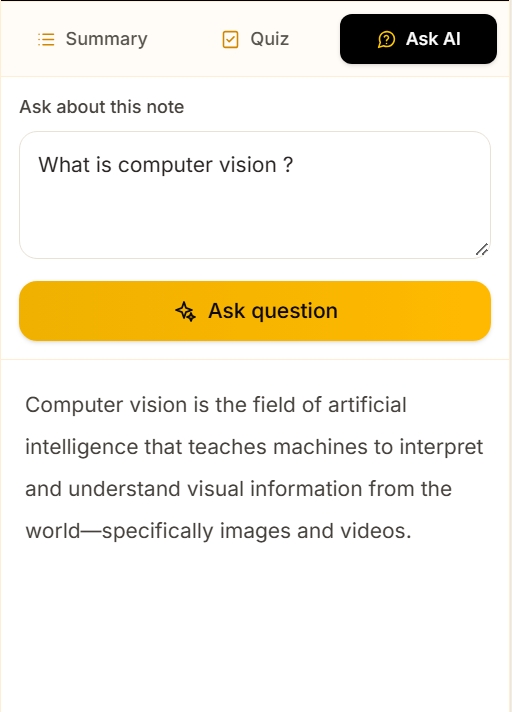 Summary Quiz Ask AI
Ask about this note
What is computer vision ?
Ask question
Computer vision is the field of artificial
intelligence that teaches machines to interpret
and understand visual information from the
world—specifically images and videos.